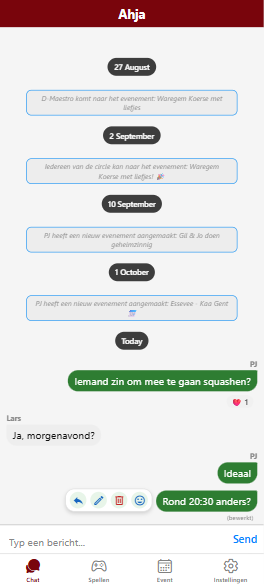 Ahja
27 August
D-Maestro komt naar het evenement: Waregem Koerse met
liefjes
2 September
Iedereen van de circle kan naar het evenement: Waregem
Koerse met liefjes! 🎉
10 September
PJ heeft een nieuwe evenement aangemaakt: Gil & Jo doen
geheimzinnig
1 October
PJ heeft een nieuwe evenement aangemaakt: Essevee - Kaa Gent
Today
PJ
Iemand zin om mee te gaan squashen?
❤️ 1
Lars
Ja, morgenavond?
PJ
Ideaal
Rond 20:30 anders?
(bewerkt)
Typ een bericht...
Send
Chat
Spellen
Event
Instellingen